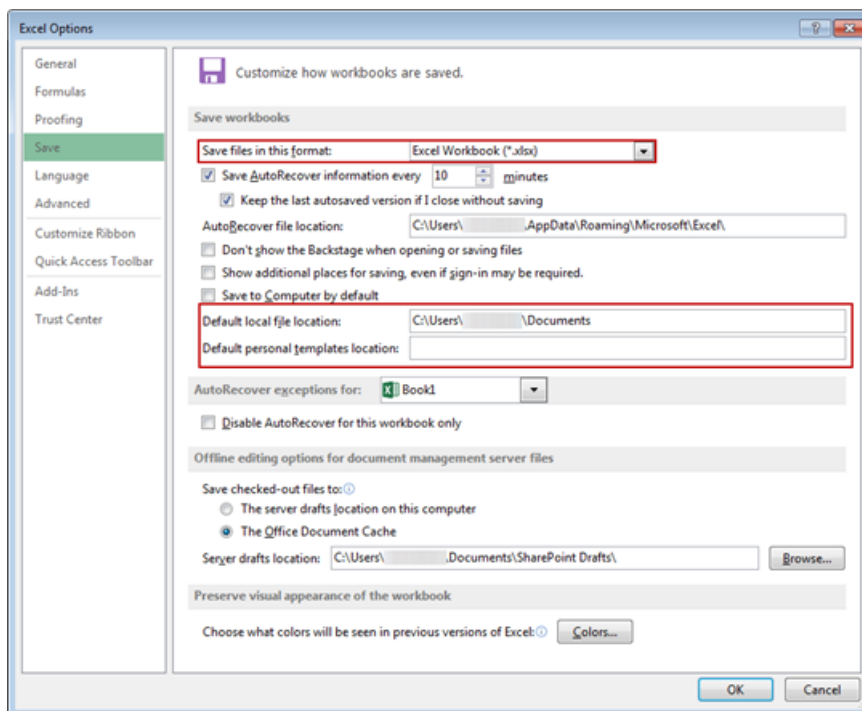 Excel Options
General
Formulas
Proofing
Save
Language
Advanced
Customize Ribbon
Quick Access Toolbar
Add-Ins
Trust Center
Customize how workbooks are saved.
Save workbooks
Save files in this format: Excel Workbook (*.xlsx)
Save AutoRecover information every 10 minutes
Keep the last autosaved version if I close without saving
AutoRecover file location: C:\Users\ .AppData\Roaming\Microsoft\Excel\
Don't show the Backstage when opening or saving files
Show additional places for saving, even if sign-in may be required.
Save to Computer by default
Default local file location: C:\Users\ \Documents
Default personal templates location:
AutoRecover exceptions for: Book1
Disable AutoRecover for this workbook only
Offline editing options for document management server files
Save checked-out files to:
The server drafts location on this computer
The Office Document Cache
Server drafts location: C:\Users\ .Documents\SharePoint Drafts\
Browse...
Preserve visual appearance of the workbook
Choose what colors will be seen in previous versions of Excel: Colors...
OK Cancel